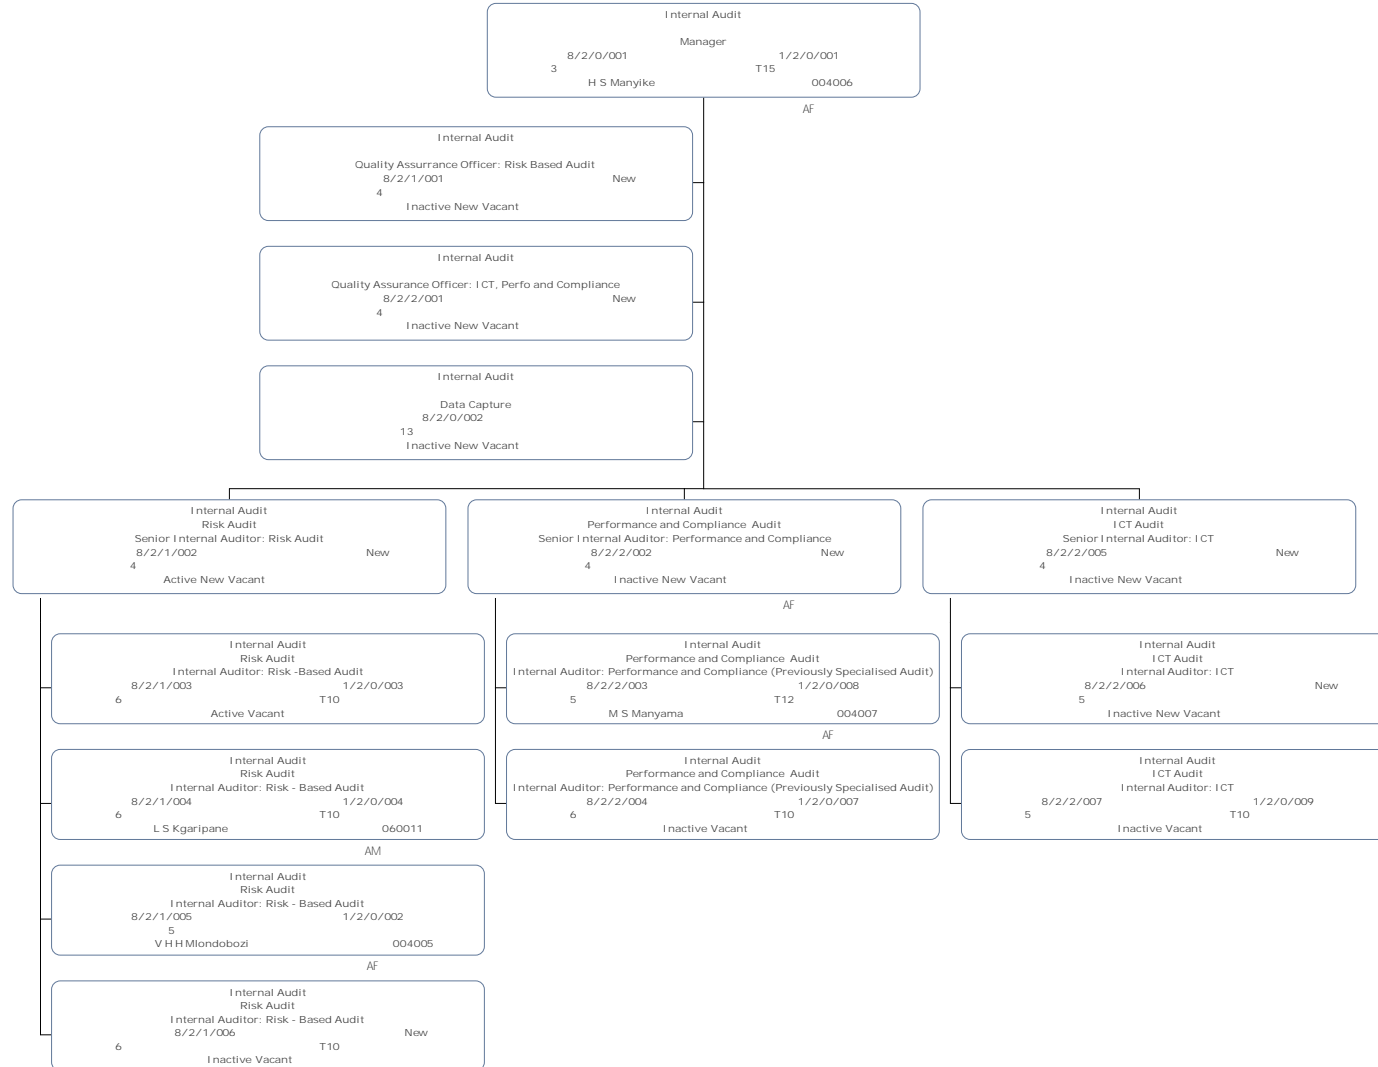 Internal Audit
Manager
8/2/0/001 1/2/0/001
3 T15
H S Manyike 004006
AF
Internal Audit
Quality Assurrance Officer: Risk Based Audit
8/2/1/001 New
4
Inactive New Vacant
Internal Audit
Quality Assurance Officer: ICT, Perfo and Compliance
8/2/2/001 New
4
Inactive New Vacant
Internal Audit
Data Capture
8/2/0/002
13
Inactive New Vacant
Internal Audit
Risk Audit
Senior Internal Auditor: Risk Audit
8/2/1/002 New
4
Active New Vacant
Internal Audit
Performance and Compliance Audit
Senior Internal Auditor: Performance and Compliance
8/2/2/002 New
4
Inactive New Vacant
AF
Internal Audit
ICT Audit
Senior Internal Auditor: ICT
8/2/2/005 New
4
Inactive New Vacant
Internal Audit
Risk Audit
Internal Auditor: Risk -Based Audit
8/2/1/003 1/2/0/003
6 T10
Active Vacant
Internal Audit
Risk Audit
Internal Auditor: Risk - Based Audit
8/2/1/004 1/2/0/004
6 T10
L S Kgaripane 060011
AM
Internal Audit
Risk Audit
Internal Auditor: Risk - Based Audit
8/2/1/005 1/2/0/002
5
V H H Mlondobozi 004005
AF
Internal Audit
Risk Audit
Internal Auditor: Risk - Based Audit
8/2/1/006 New
6 T10
Inactive Vacant
Internal Audit
Performance and Compliance Audit
Internal Auditor: Performance and Compliance (Previously Specialised Audit)
8/2/2/003 1/2/0/008
5 T12
M S Manyama 004007
AF
Internal Audit
Performance and Compliance Audit
Internal Auditor: Performance and Compliance (Previously Specialised Audit)
8/2/2/004 1/2/0/007
6 T10
Inactive Vacant
Internal Audit
ICT Audit
Internal Auditor: ICT
8/2/2/006 New
5
Inactive New Vacant
Internal Audit
ICT Audit
Internal Auditor: ICT
8/2/2/007 1/2/0/009
5 T10
Inactive Vacant